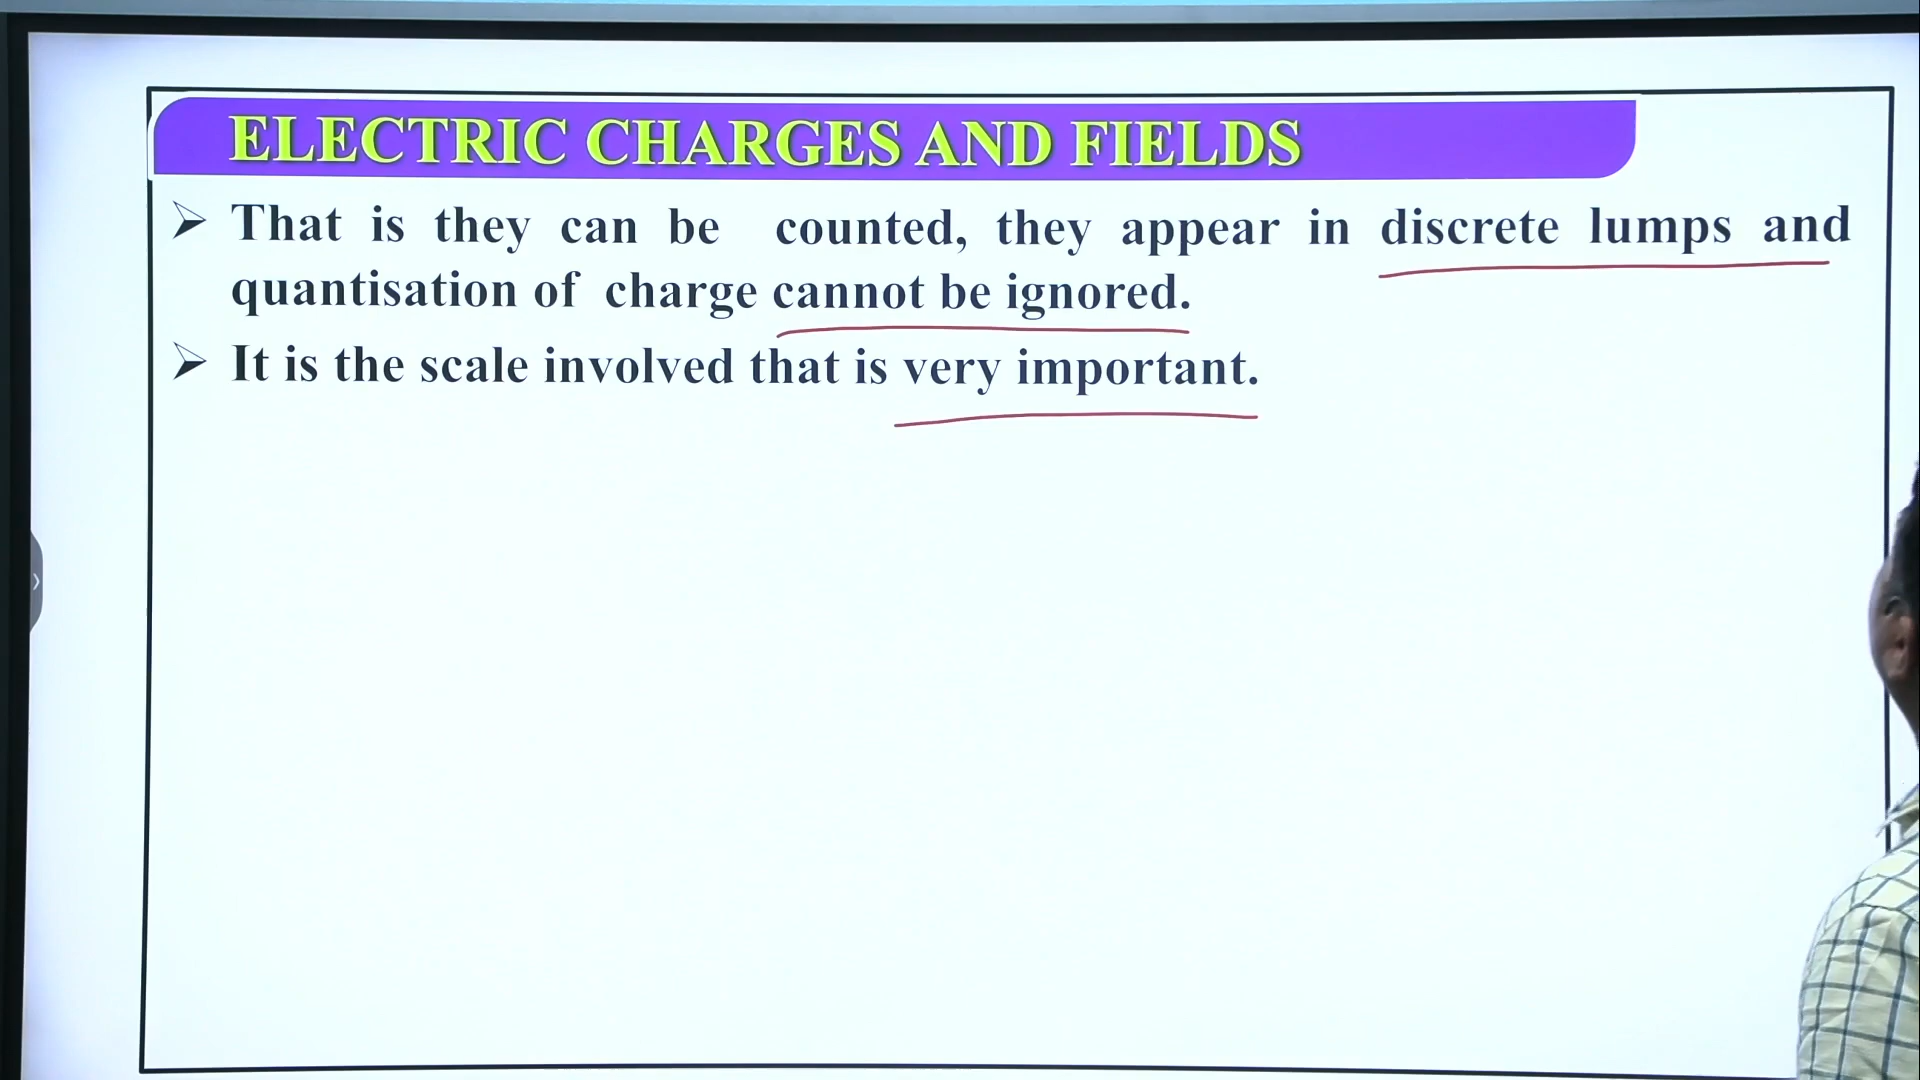 ELECTRIC CHARGES AND FIELDS
➢ That is they can be counted, they appear in discrete lumps and
quantisation of charge cannot be ignored.
➢ It is the scale involved that is very important.